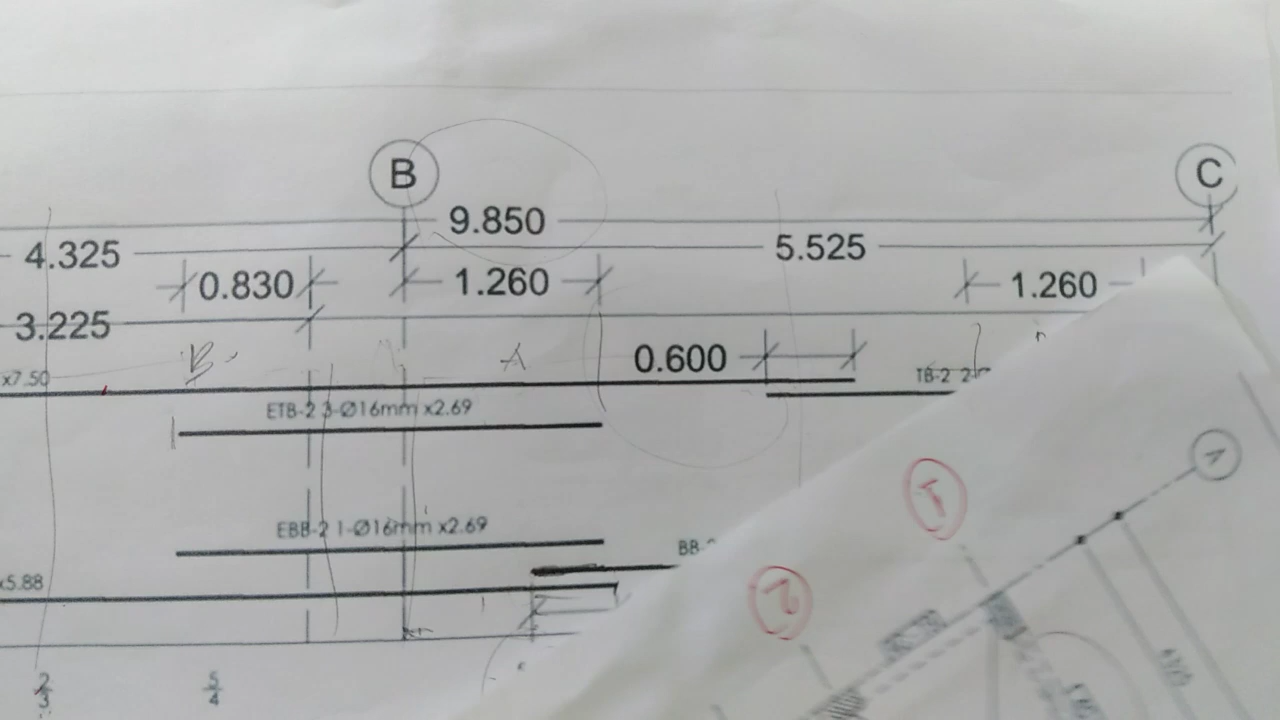 B C
9.850
4.325 5.525
0.830 1.260 1.260
3.225
B A
0.600
x7.50 TB-2
ETB-2 3-Ø16mm x2.69
EBB-2 1-Ø16mm x2.69
BB-
x5.88
2/3 5/4
1
2